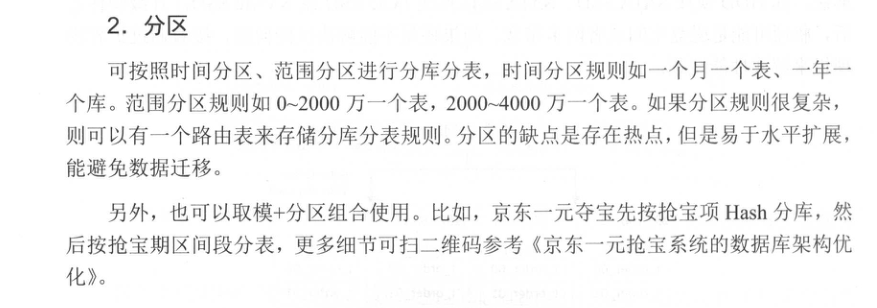 2．分区
可按照时间分区、范围分区进行分库分表，时间分区规则如一个月一个表、一年一
个库。范围分区规则如 0~2000 万一个表，2000~4000 万一个表。如果分区规则很复杂，
则可以有一个路由表来存储分库分表规则。分区的缺点是存在热点，但是易于水平扩展，
能避免数据迁移。
另外，也可以取模+分区组合使用。比如，京东一元夺宝先按抢宝项 Hash 分库，然
后按抢宝期区间段分表，更多细节可扫二维码参考《京东一元抢宝系统的数据库架构优
化》。